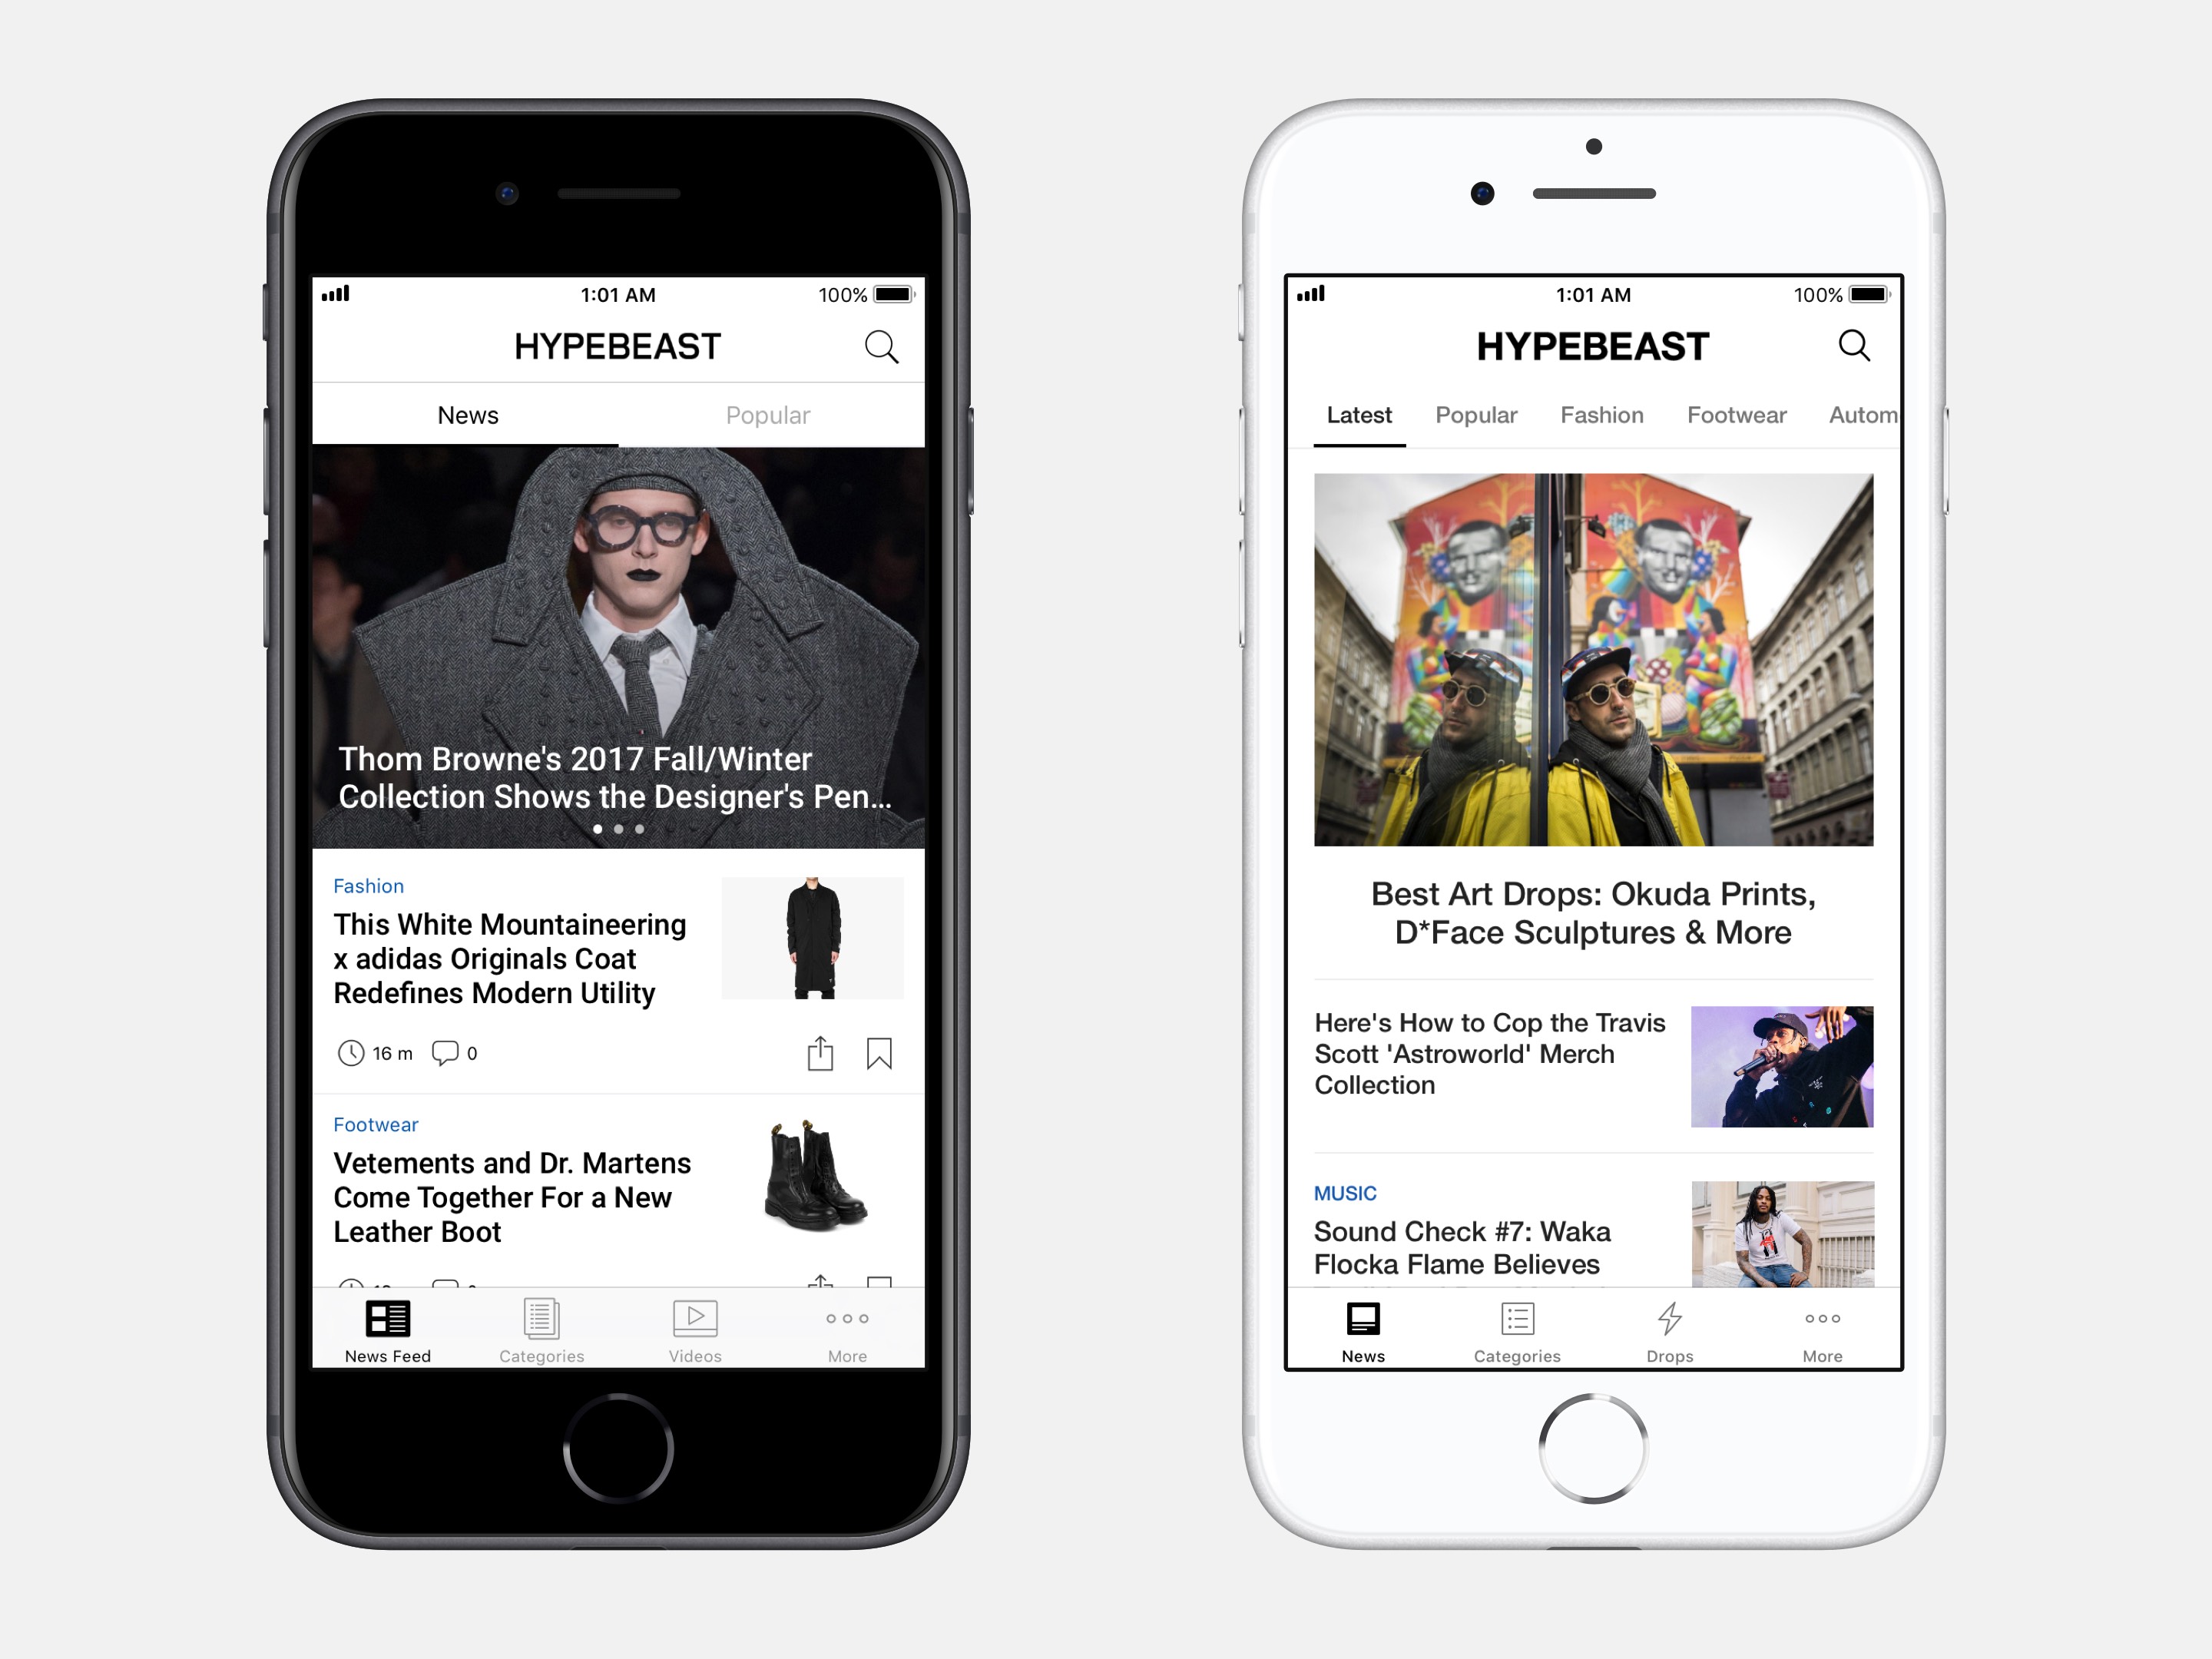 1:01 AM
100%
HYPEBEAST
News
Popular
Thom Browne's 2017 Fall/Winter
Collection Shows the Designer's Pen...
Fashion
This White Mountaineering
x adidas Originals Coat
Redefines Modern Utility
16 m
0
Footwear
Vetements and Dr. Martens
Come Together For a New
Leather Boot
News Feed
Categories
Videos
More
1:01 AM
100%
HYPEBEAST
Latest
Popular
Fashion
Footwear
Autom
Best Art Drops: Okuda Prints,
D*Face Sculptures & More
Here's How to Cop the Travis
Scott 'Astroworld' Merch
Collection
MUSIC
Sound Check #7: Waka
Flocka Flame Believes
News
Categories
Drops
More